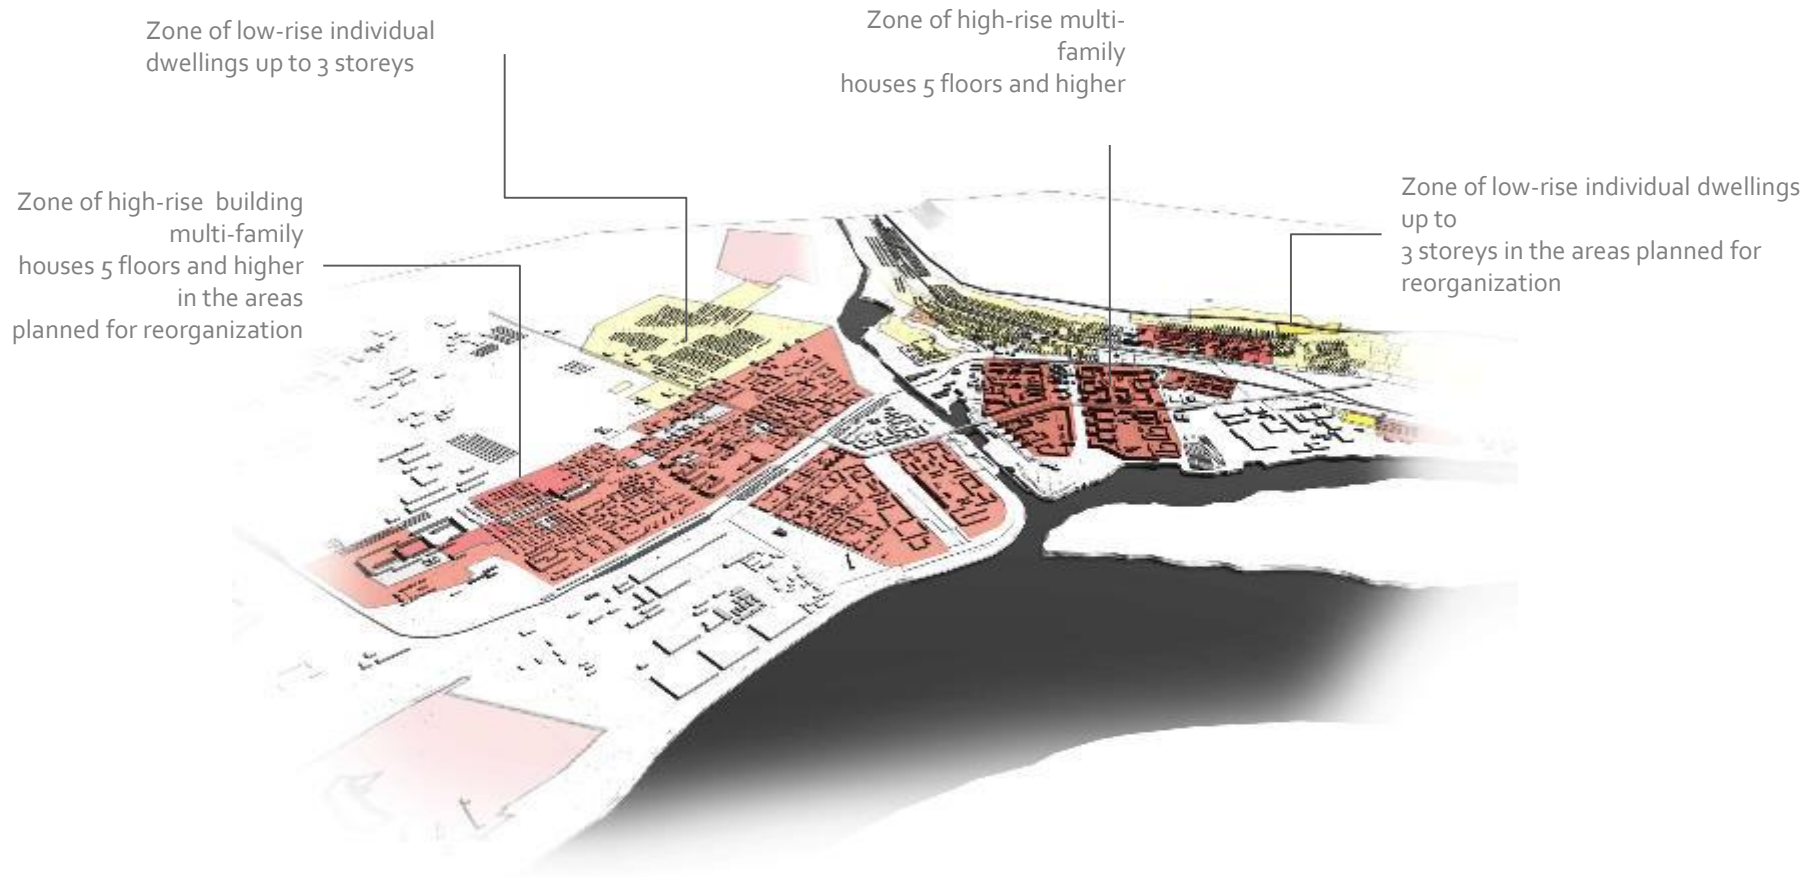 Zone of low-rise individual
dwellings up to 3 storeys
Zone of high-rise multi-
family
houses 5 floors and higher
Zone of high-rise  building
multi-family
houses 5 floors and higher
in the areas
planned for reorganization
Zone of low-rise individual dwellings
up to
3 storeys in the areas planned for
reorganization